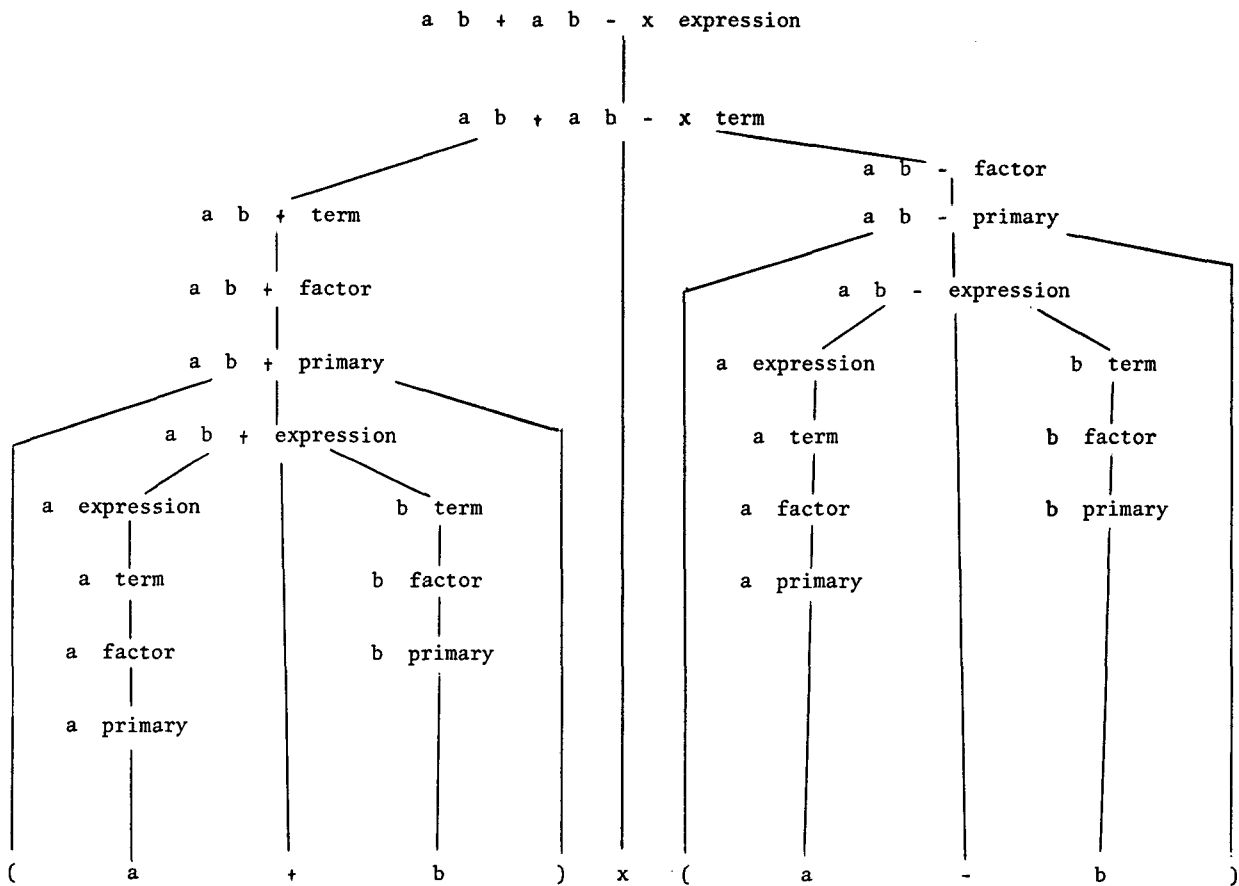 a b + a b - x expression
a b + a b - x term
a b - factor
a b + term
a b - primary
a b + factor
a b - expression
a b + primary
a expression
b term
a b + expression
a term
b factor
a expression
b term
a factor
b primary
a term
b factor
a primary
a factor
b primary
a primary
( a + b ) x ( a - b )